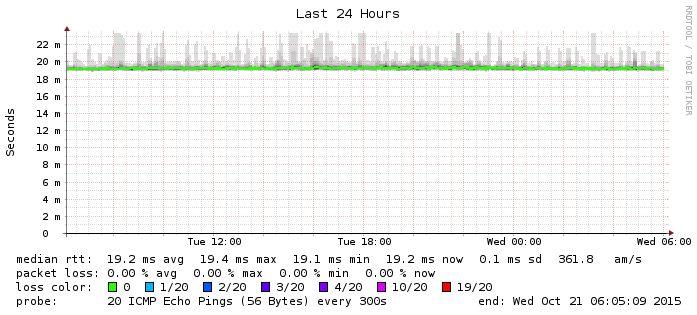 Last 24 Hours
RRDTOOL / TOBI OETIKER
Seconds
22 m
20 m
18 m
16 m
14 m
12 m
10 m
8 m
6 m
4 m
2 m
0
Tue 12:00 Tue 18:00 Wed 00:00 Wed 06:00
median rtt: 19.2 ms avg 19.4 ms max 19.1 ms min 19.2 ms now 0.1 ms sd 361.8 am/s
packet loss: 0.00 % avg 0.00 % max 0.00 % min 0.00 % now
loss color: 0 1/20 2/20 3/20 4/20 10/20 19/20
probe: 20 ICMP Echo Pings (56 Bytes) every 300s end: Wed Oct 21 06:05:09 2015